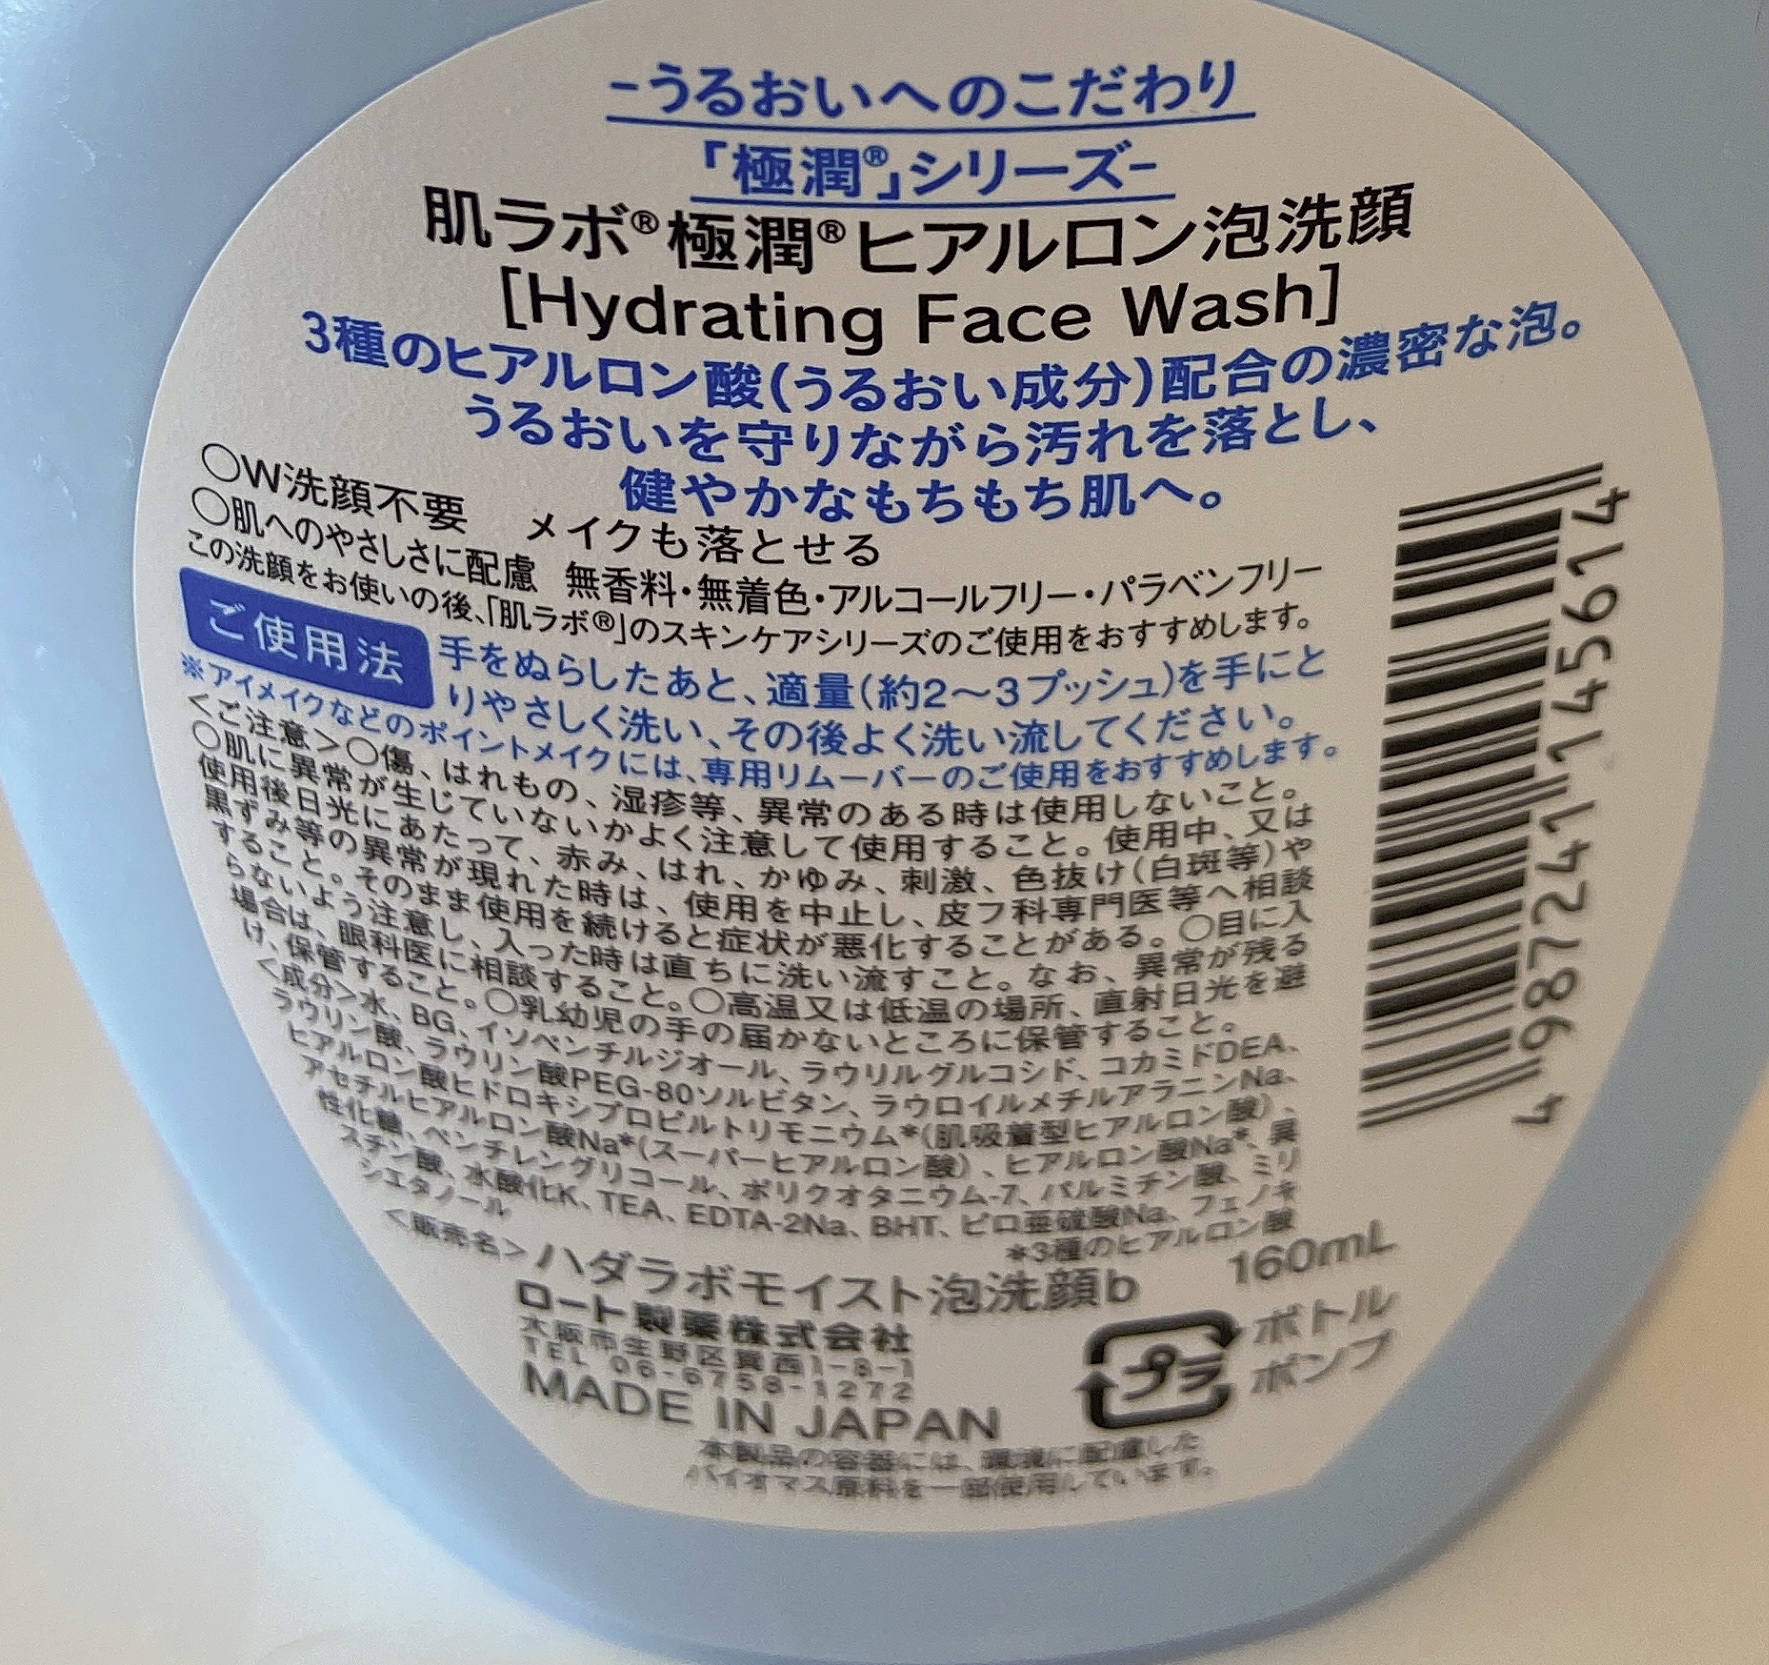 -うるおいへのこだわり
「極潤®」シリーズ-
肌ラボ®極潤®ヒアルロン泡洗顔
[Hydrating Face Wash]
3種のヒアルロン酸(うるおい成分)配合の濃密な泡。
うるおいを守りながら汚れを落とし、
健やかなもちもち肌へ。
○W洗顔不要 メイクも落とせる
○肌へのやさしさに配慮 無香料・無着色・アルコールフリー・パラベンフリー
この洗顔をお使いの後、「肌ラボ®」のスキンケアシリーズのご使用をおすすめします。
ご使用法 手をぬらしたあと、適量(約2〜3プッシュ)を手にと
りやさしく洗い、その後よく洗い流してください。
※アイメイクなどのポイントメイクには、専用リムーバーのご使用をおすすめします。
<ご注意>○傷、はれもの、湿疹等、異常のある時は使用しないこと。
○肌に異常が生じていないかよく注意して使用すること。使用中、又は
使用後日光にあたって、赤み、はれ、かゆみ、刺激、色抜け(白斑等)や
黒ずみ等の異常が現れた時は、使用を中止し、皮フ科専門医等へ相談
すること。そのまま使用を続けると症状が悪化することがある。○目に入
らないよう注意し、入った時は直ちに洗い流すこと。なお、異常が残る
場合は、眼科医に相談すること。○高温又は低温の場所、直射日光を避
け、保管すること。○乳幼児の手の届かないところに保管すること。
<成分>水、BG、イソペンチルジオール、ラウリルグルコシド、コカミドDEA、
ラウリン酸、ラウリン酸PEG-80ソルビタン、ラウロイルメチルアラニンNa、
ヒアルロン酸ヒドロキシプロピルトリモニウム*(肌吸着型ヒアルロン酸)、
アセチルヒアルロン酸Na*(スーパーヒアルロン酸)、ヒアルロン酸Na*、異
性化糖、ペンチレングリコール、ポリクオタニウム-7、パルミチン酸、ミリ
スチン酸、水酸化K、TEA、EDTA-2Na、BHT、ピロ亜硫酸Na、フェノキ
シエタノール
*3種のヒアルロン酸
<販売名>ハダラボモイスト泡洗顔b 160mL
ロート製薬株式会社
大阪市生野区巽西1-8-1
TEL 06-6758-1272
MADE IN JAPAN
プラ
ボトル
ポンプ
本製品の容器には、環境に配慮した
バイオマス原料を一部使用しています。
4987241145614